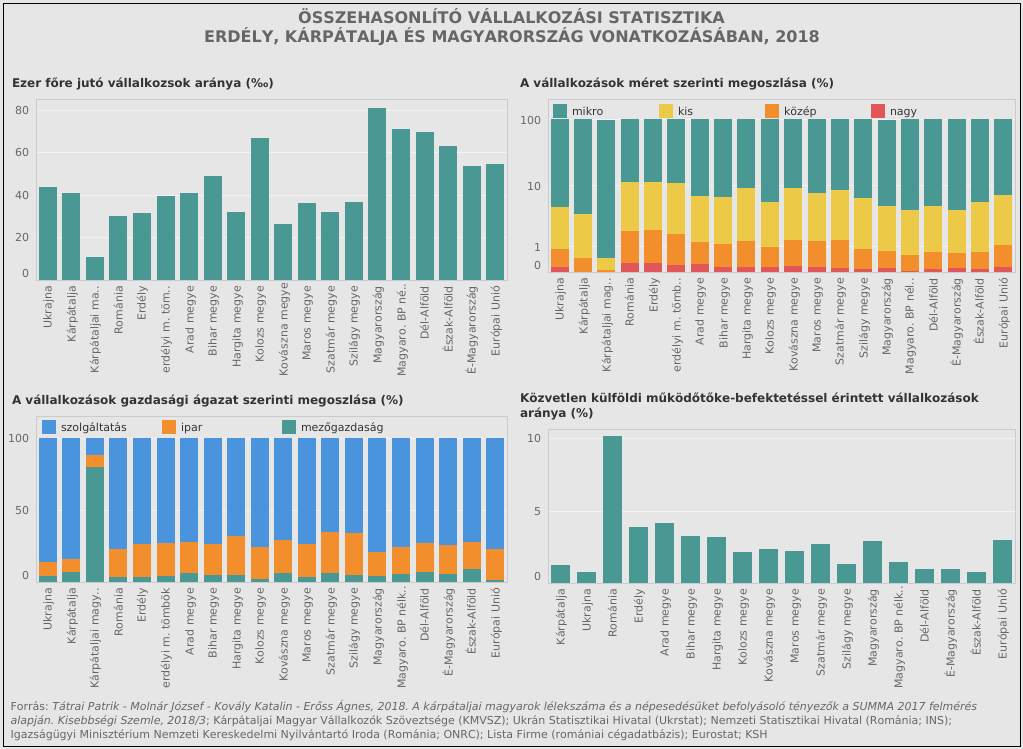 ÖSSZEHASONLÍTÓ VÁLLALKOZÁSI STATISZTIKA
ERDÉLY, KÁRPÁTALJA ÉS MAGYARORSZÁG VONATKOZÁSÁBAN, 2018
Ezer főre jutó vállalkozsok aránya (‰)
80
60
40
20
0
Ukrajna
Kárpátalja
Kárpátaljai ma..
Románia
Erdély
erdélyi m. töm..
Arad megye
Bihar megye
Hargita megye
Kolozs megye
Kovászna megye
Maros megye
Szatmár megye
Szilágy megye
Magyarország
Magyaro. BP né..
Dél-Alföld
Észak-Alföld
É-Magyarország
Európai Unió
A vállalkozások méret szerinti megoszlása (%)
mikro kis közép nagy
100
10
1
0
Ukrajna
Kárpátalja
Kárpátaljai mag..
Románia
Erdély
erdélyi m. tömb..
Arad megye
Bihar megye
Hargita megye
Kolozs megye
Kovászna megye
Maros megye
Szatmár megye
Szilágy megye
Magyarország
Magyaro. BP nél..
Dél-Alföld
É-Magyarország
Észak-Alföld
Európai Unió
A vállalkozások gazdasági ágazat szerinti megoszlása (%)
szolgáltatás ipar mezőgazdaság
100
50
0
Ukrajna
Kárpátalja
Kárpátaljai magy..
Románia
Erdély
erdélyi m. tömbök
Arad megye
Bihar megye
Hargita megye
Kolozs megye
Kovászna megye
Maros megye
Szatmár megye
Szilágy megye
Magyarország
Magyaro. BP nélk..
Dél-Alföld
É-Magyarország
Észak-Alföld
Európai Unió
Közvetlen külföldi működőtőke-befektetéssel érintett vállalkozások
aránya (%)
10
5
0
Kárpátalja
Ukrajna
Románia
Erdély
Arad megye
Bihar megye
Hargita megye
Kolozs megye
Kovászna megye
Maros megye
Szatmár megye
Szilágy megye
Magyarország
Magyaro. BP nélk..
Dél-Alföld
É-Magyarország
Észak-Alföld
Európai Unió
Forrás: Tátrai Patrik - Molnár József - Kovály Katalin - Erőss Ágnes, 2018. A kárpátaljai magyarok lélekszáma és a népesedésüket befolyásoló tényezők a SUMMA 2017 felmérés
alapján. Kisebbségi Szemle, 2018/3; Kárpátaljai Magyar Vállalkozók Szöveztsége (KMVSZ); Ukrán Statisztikai Hivatal (Ukrstat); Nemzeti Statisztikai Hivatal (Románia; INS);
Igazságügyi Minisztérium Nemzeti Kereskedelmi Nyilvántartó Iroda (Románia; ONRC); Lista Firme (romániai cégadatbázis); Eurostat; KSH